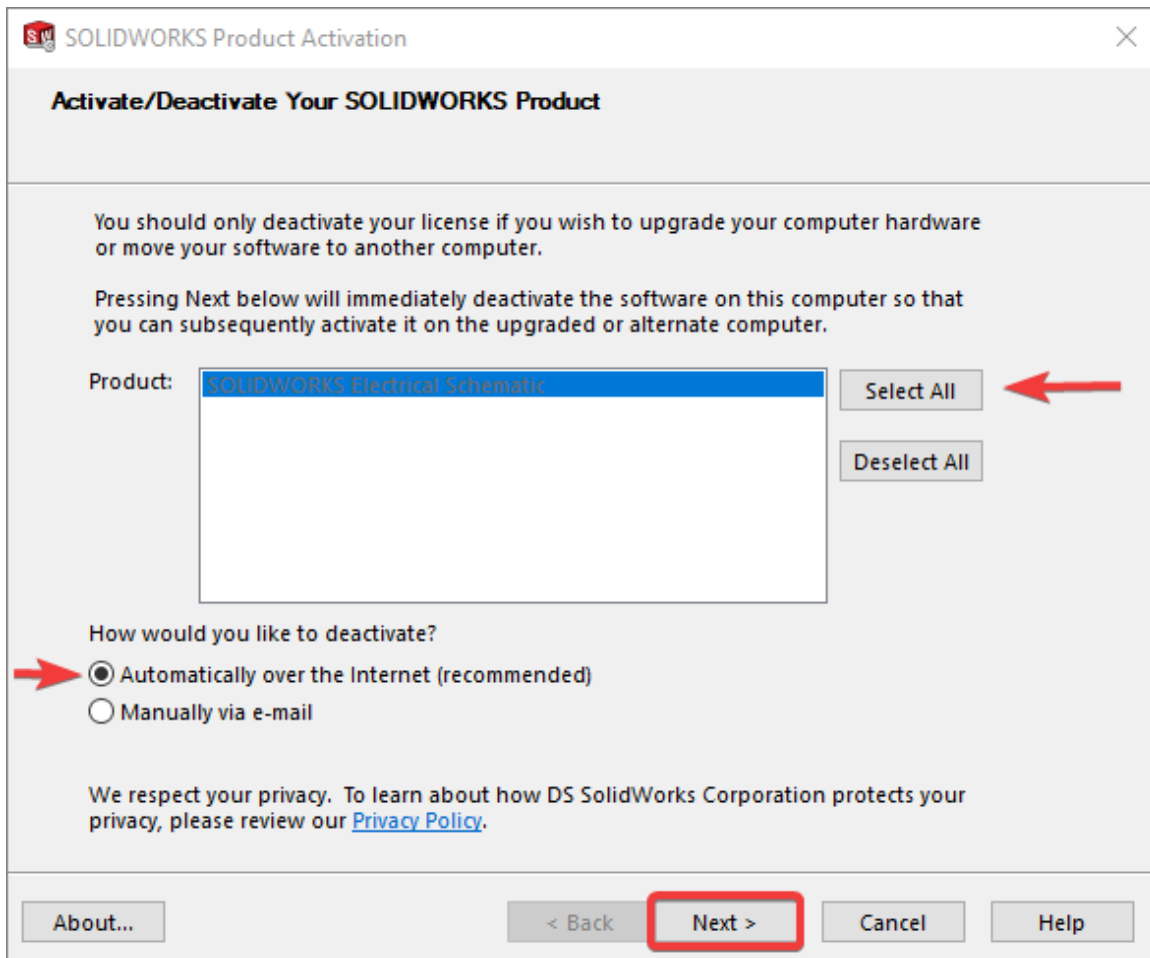 SOLIDWORKS Product Activation
Activate/Deactivate Your SOLIDWORKS Product
You should only deactivate your license if you wish to upgrade your computer hardware
or move your software to another computer.
Pressing Next below will immediately deactivate the software on this computer so that
you can subsequently activate it on the upgraded or alternate computer.
Product:
SOLIDWORKS Electrical Schematic
Select All
Deselect All
How would you like to deactivate?
Automatically over the Internet (recommended)
Manually via e-mail
We respect your privacy. To learn about how DS SolidWorks Corporation protects your
privacy, please review our Privacy Policy.
About...
< Back
Next >
Cancel
Help